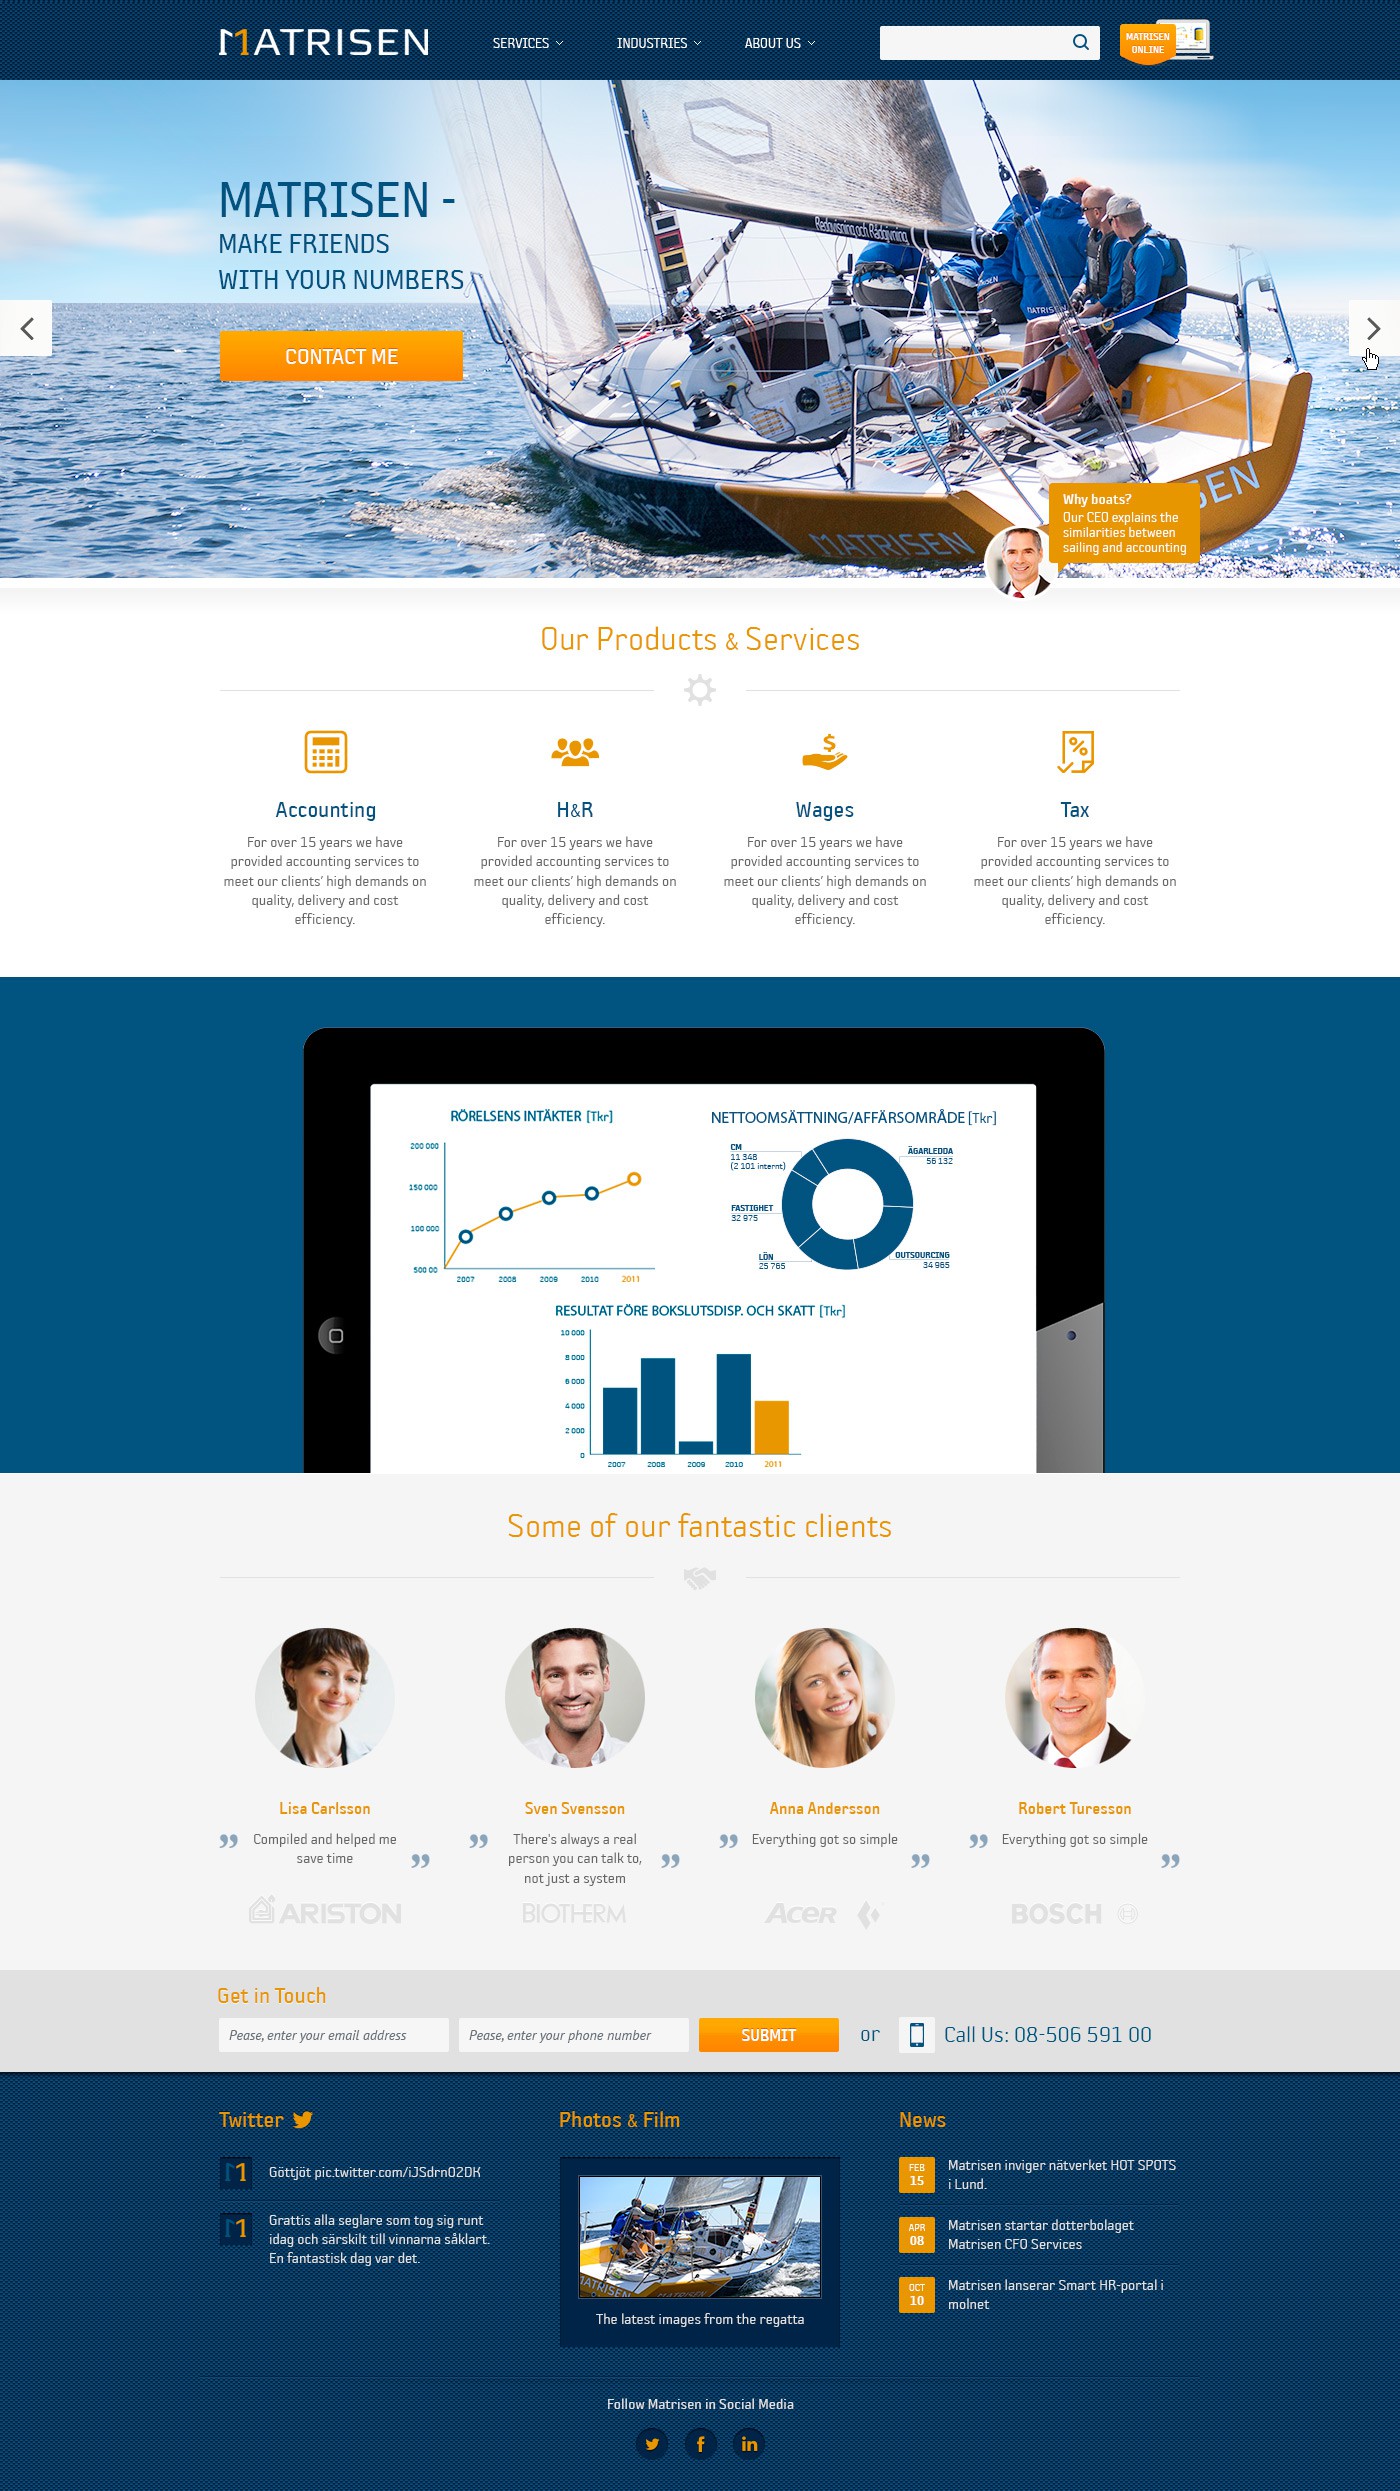 MATRISEN
SERVICES
INDUSTRIES
ABOUT US
MATRISEN
ONLINE
MATRISEN -
MAKE FRIENDS
WITH YOUR NUMBERS
CONTACT ME
Redovisning och Rådgivning
MATRISEN
MATRISEN
SEN
Why boats?
Our CEO explains the
similarities between
sailing and accounting
Our Products & Services
Accounting
For over 15 years we have
provided accounting services to
meet our clients' high demands on
quality, delivery and cost
efficiency.
H&R
For over 15 years we have
provided accounting services to
meet our clients' high demands on
quality, delivery and cost
efficiency.
Wages
For over 15 years we have
provided accounting services to
meet our clients' high demands on
quality, delivery and cost
efficiency.
Tax
For over 15 years we have
provided accounting services to
meet our clients' high demands on
quality, delivery and cost
efficiency.
RÖRELSENS INTÄKTER [Tkr]
200 000
150 000
100 000
500 00
2007 2008 2009 2010 2011
NETTOOMSÄTTNING/AFFÄRSOMRÅDE [Tkr]
CM
11 348
(2 101 internt)
ÄGARLEDDA
56 132
FASTIGHET
32 975
LÖN
25 765
OUTSOURCING
34 965
RESULTAT FÖRE BOKSLUTSDISP. OCH SKATT [Tkr]
10 000
8 000
6 000
4 000
2 000
0
2007 2008 2009 2010 2011
Some of our fantastic clients
Lisa Carlsson
” Compiled and helped me
save time ”
ARISTON
Sven Svensson
” There's always a real
person you can talk to, ”
not just a system
BIOTHERM
Anna Andersson
” Everything got so simple ”
Acer
Robert Turesson
” Everything got so simple ”
BOSCH
Get in Touch
Pease, enter your email address
Pease, enter your phone number
SUBMIT
or
Call Us: 08-506 591 00
Twitter
Göttjöt pic.twitter.com/iJSdrnO2DK
Grattis alla seglare som tog sig runt
idag och särskilt till vinnarna såklart.
En fantastisk dag var det.
Photos & Film
MATRISEN
The latest images from the regatta
News
FEB
15
Matrisen inviger nätverket HOT SPOTS
i Lund.
APR
08
Matrisen startar dotterbolaget
Matrisen CFO Services
OCT
10
Matrisen lanserar Smart HR-portal i
molnet
Follow Matrisen in Social Media